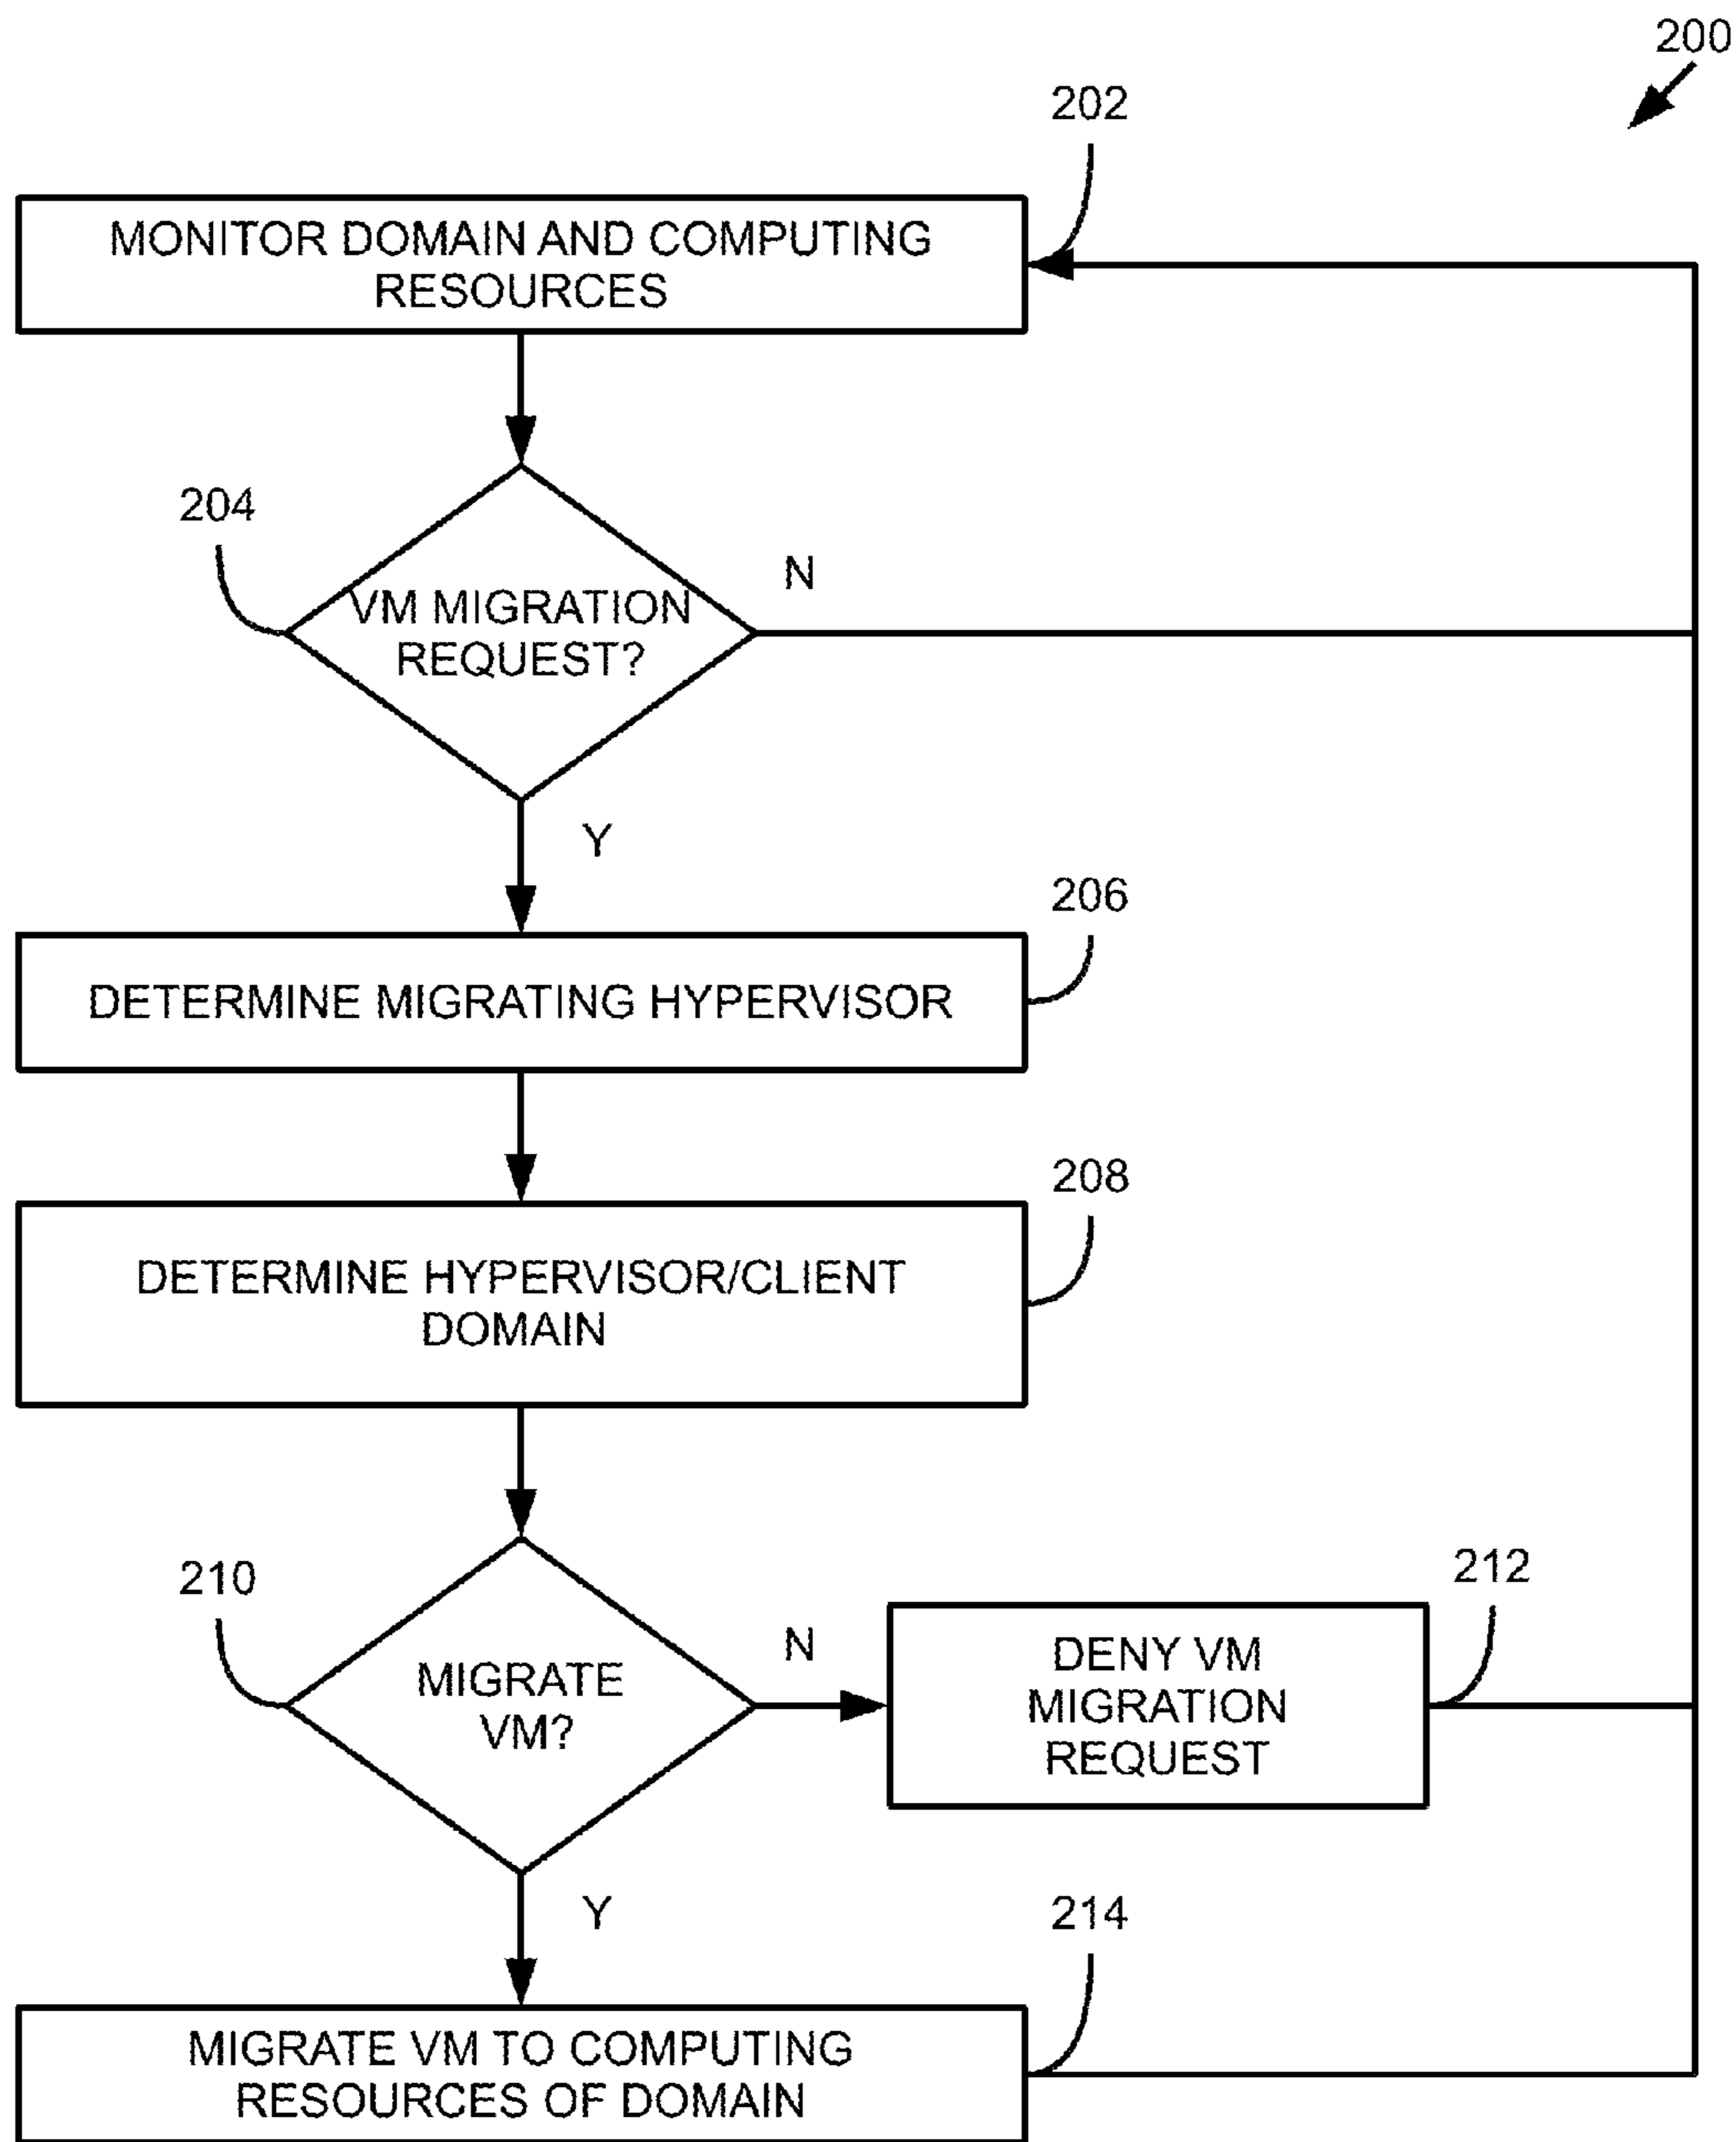 200
202
MONITOR DOMAIN AND COMPUTING
RESOURCES
204
VM MIGRATION
REQUEST?
N
Y
206
DETERMINE MIGRATING HYPERVISOR
208
DETERMINE HYPERVISOR/CLIENT
DOMAIN
210
MIGRATE
VM?
N
212
DENY VM
MIGRATION
REQUEST
Y
214
MIGRATE VM TO COMPUTING
RESOURCES OF DOMAIN